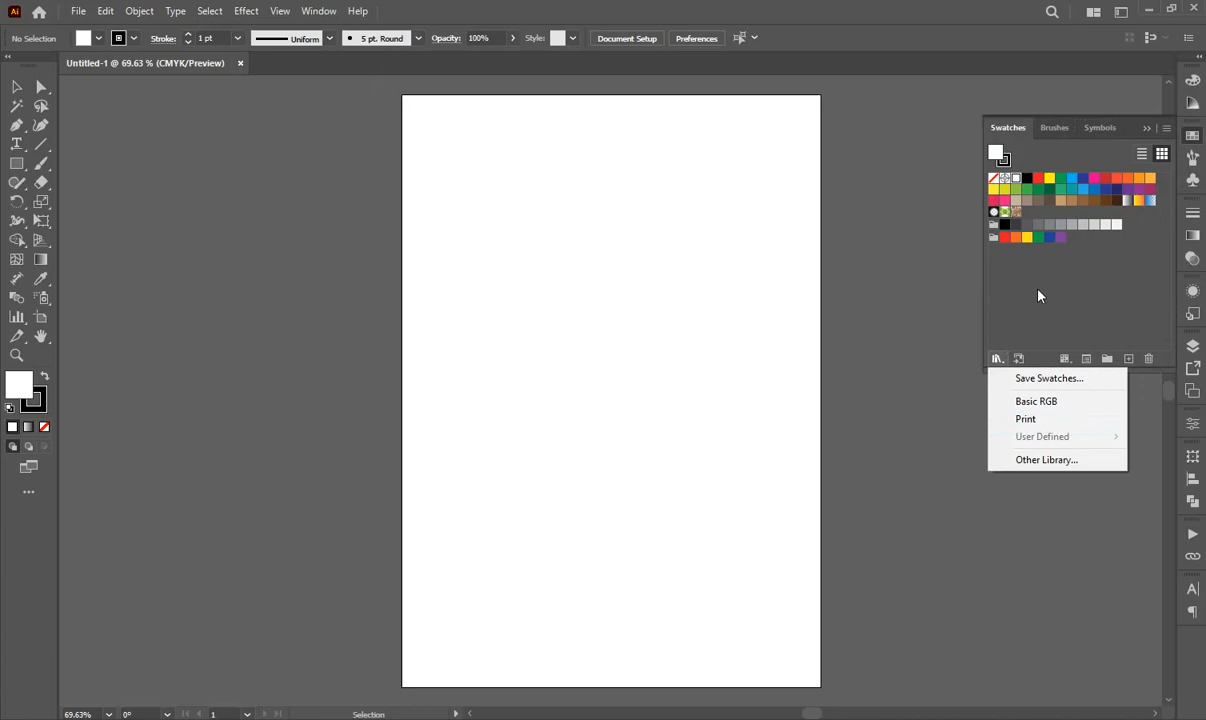 Ai File Edit Object Type Select Effect View Window Help
No Selection Stroke: 1 pt Uniform 5 pt. Round Opacity: 100% Style: Document Setup Preferences
Untitled-1 @ 69.63 % (CMYK/Preview)
Swatches Brushes Symbols
Save Swatches...
Basic RGB
Print
User Defined
Other Library...
69.63% 0° 1 Selection